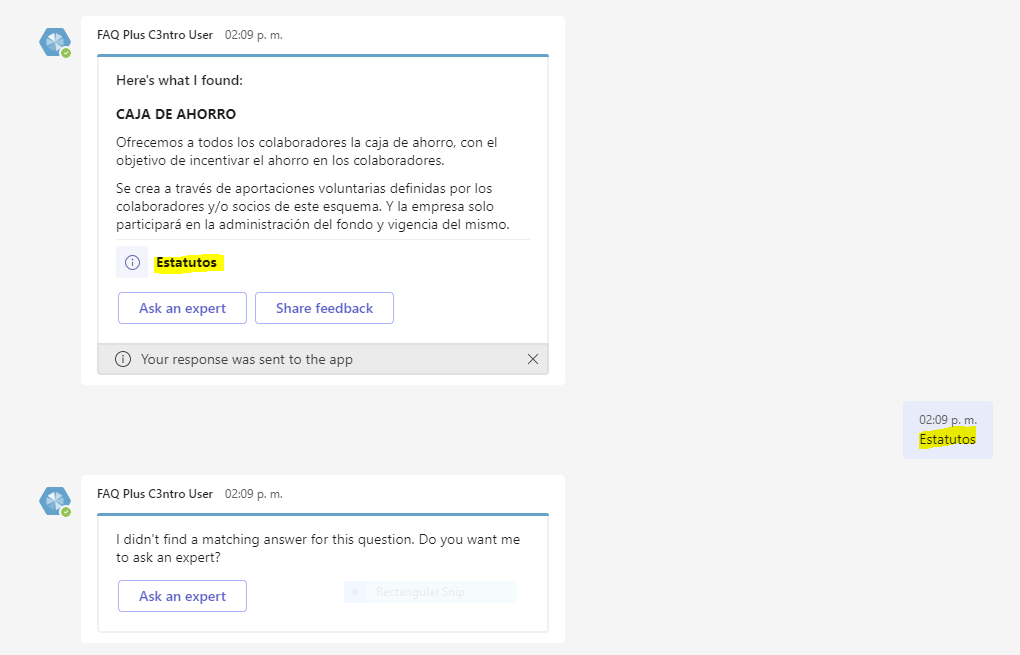 FAQ Plus C3ntro User 02:09 p. m.
Here's what I found:
CAJA DE AHORRO
Ofrecemos a todos los colaboradores la caja de ahorro, con el
objetivo de incentivar el ahorro en los colaboradores.
Se crea a través de aportaciones voluntarias definidas por los
colaboradores y/o socios de este esquema. Y la empresa solo
participará en la administración del fondo y vigencia del mismo.
Estatutos
Ask an expert Share feedback
Your response was sent to the app
02:09 p. m.
Estatutos
FAQ Plus C3ntro User 02:09 p. m.
I didn't find a matching answer for this question. Do you want me
to ask an expert?
Ask an expert
Rectangular Snip